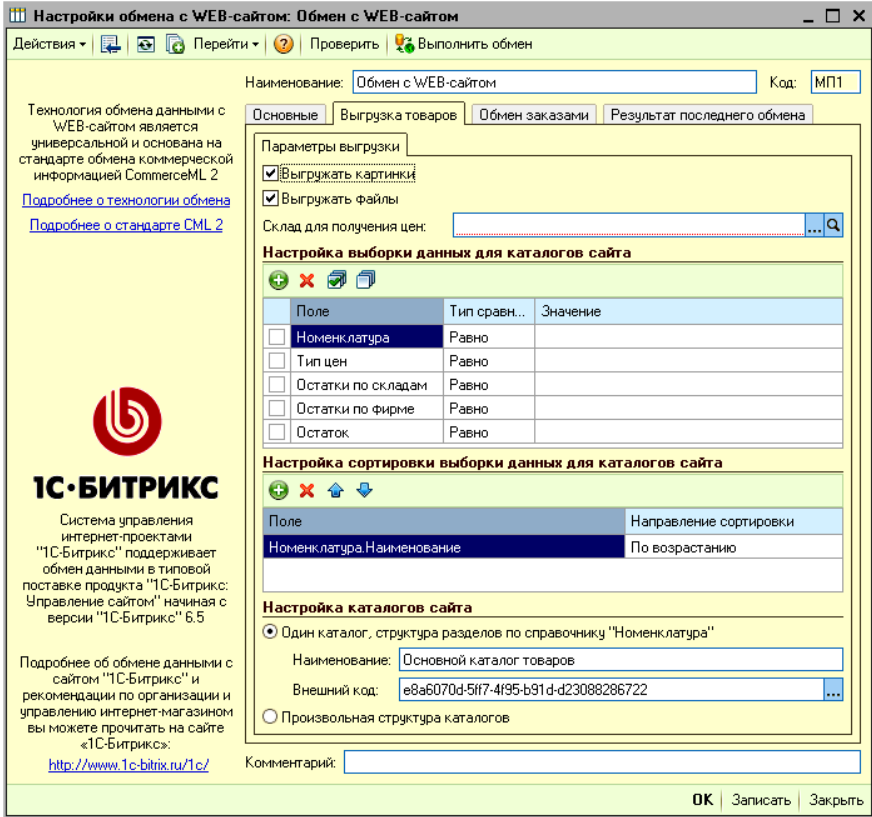 Настройки обмена с WEB-сайтом: Обмен с WEB-сайтом
Действия Перейти Проверить Выполнить обмен
Наименование: Обмен с WEB-сайтом Код: МП1
Технология обмена данными с
WEB-сайтом является
универсальной и основана на
стандарте обмена коммерческой
информацией CommerceML 2
Подробнее о технологии обмена
Подробнее о стандарте CML 2
1С·БИТРИКС
Система управления
интернет-проектами
"1С-Битрикс" поддерживает
обмен данными в типовой
поставке продукта "1С-Битрикс:
Управление сайтом" начиная с
версии "1С-Битрикс" 6.5
Подробнее об обмене данными с
сайтом "1С-Битрикс" и
рекомендации по организации и
управлению интернет-магазином
вы можете прочитать на сайте
«1С-Битрикс»:
http://www.1c-bitrix.ru/1c/
Основные Выгрузка товаров Обмен заказами Результат последнего обмена
Параметры выгрузки
Выгружать картинки
Выгружать файлы
Склад для получения цен: ...
Настройка выборки данных для каталогов сайта
Поле Тип сравн... Значение
Номенклатура Равно
Тип цен Равно
Остатки по складам Равно
Остатки по фирме Равно
Остаток Равно
Настройка сортировки выборки данных для каталогов сайта
Поле Направление сортировки
Номенклатура.Наименование По возрастанию
Настройка каталогов сайта
Один каталог, структура разделов по справочнику "Номенклатура"
Наименование: Основной каталог товаров
Внешний код: e8a6070d-5ff7-4f95-b91d-d23088286722 ...
Произвольная структура каталогов
Комментарий:
OK Записать Закрыть